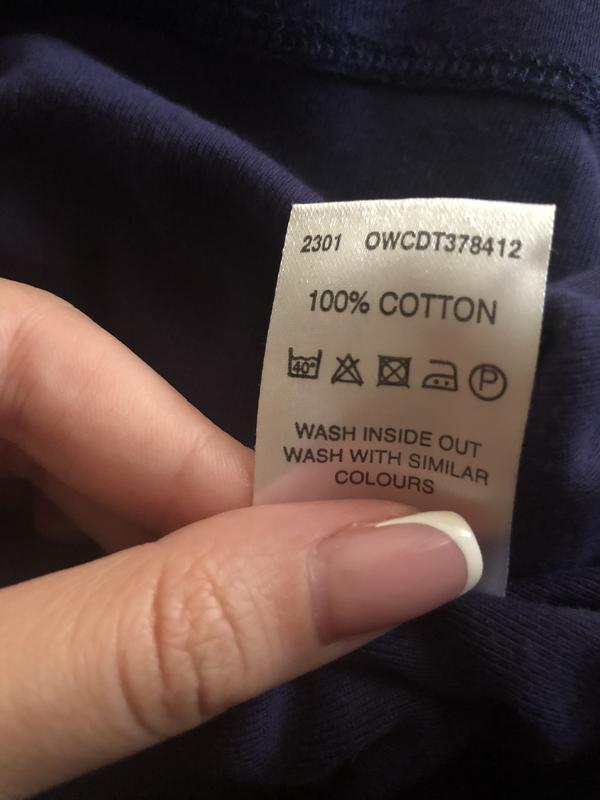 2301 OWCDT378412
100% COTTON
40° P
WASH INSIDE OUT
WASH WITH SIMILAR
COLOURS